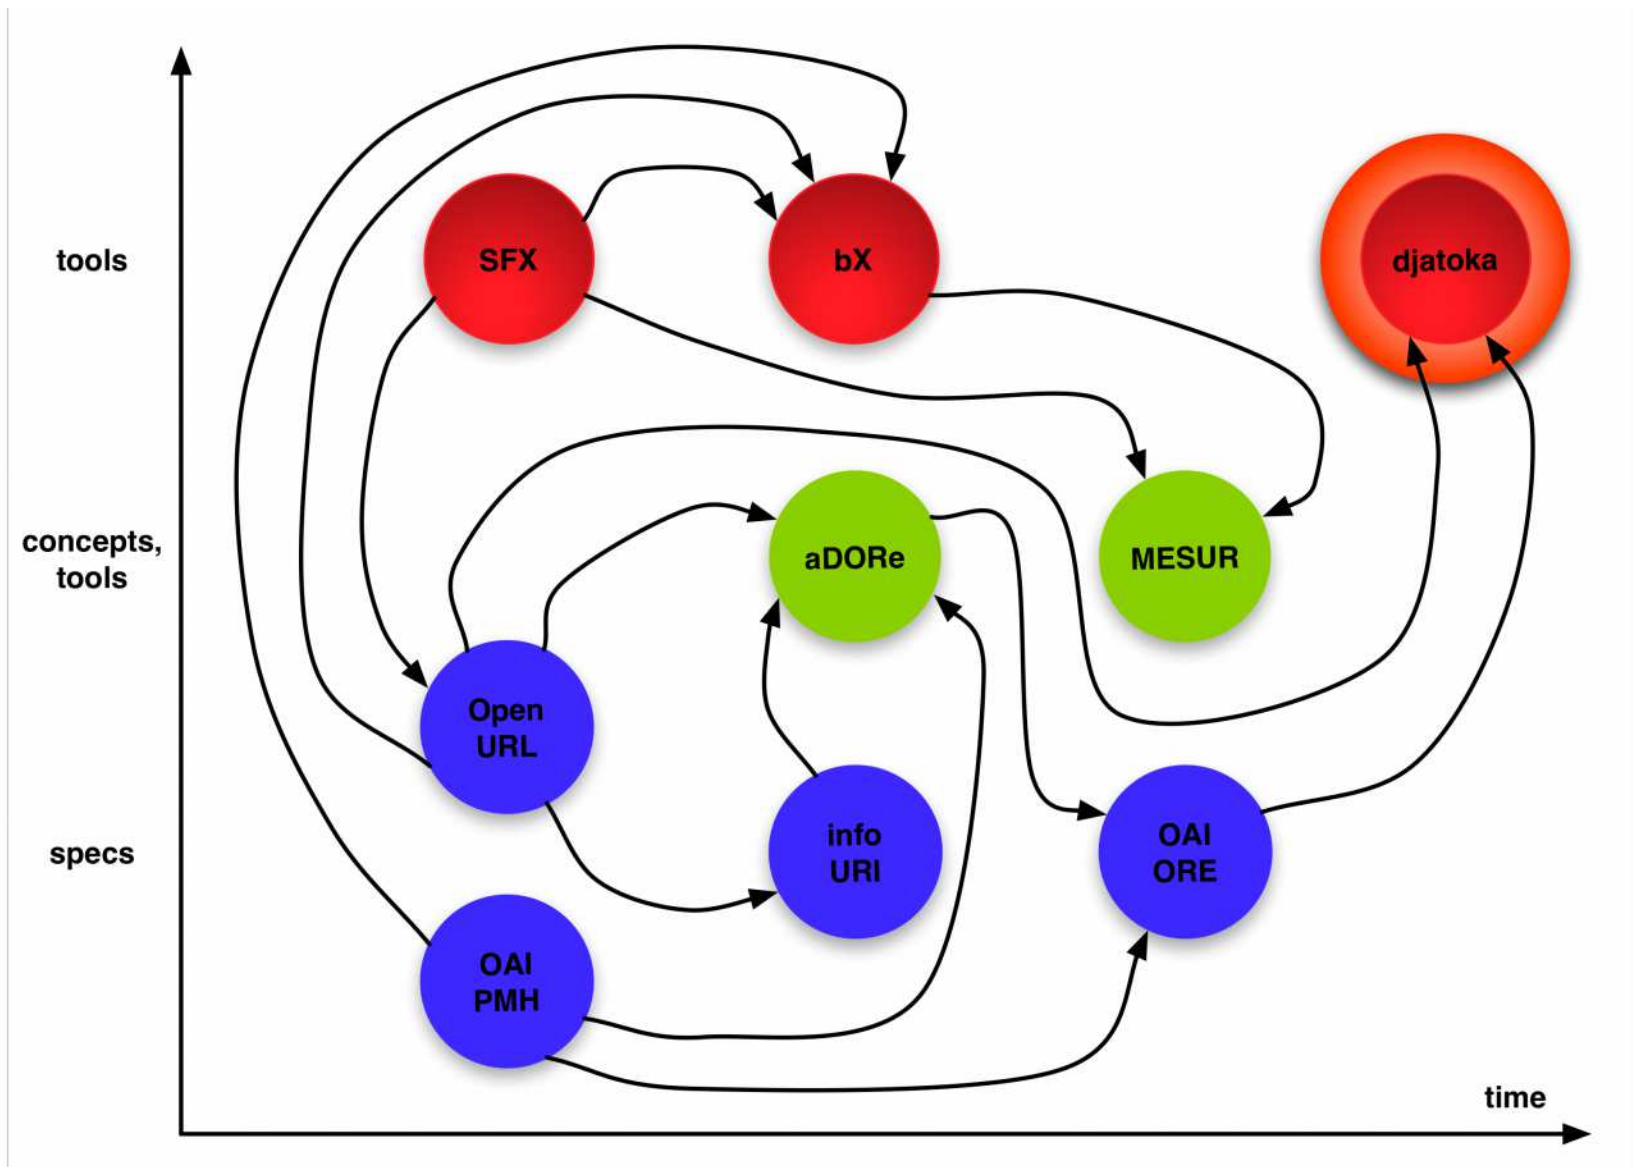 tools
SFX
bX
djatoka
concepts,
tools
aDORe
MESUR
Open
URL
specs
info
URI
OAI
ORE
OAI
PMH
time